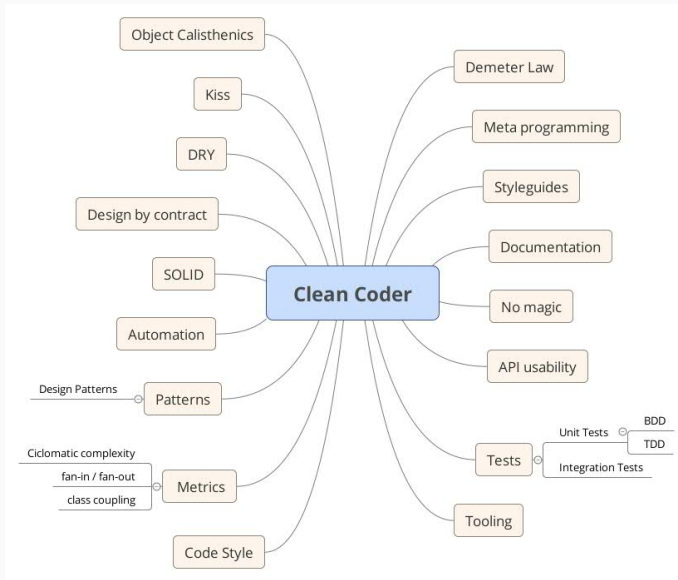 Object Calisthenics
Kiss
DRY
Design by contract
SOLID
Automation
Design Patterns
Patterns
Ciclomatic complexity
fan-in / fan-out
class coupling
Metrics
Code Style
Clean Coder
Demeter Law
Meta programming
Styleguides
Documentation
No magic
API usability
Tests
Unit Tests
BDD
TDD
Integration Tests
Tooling